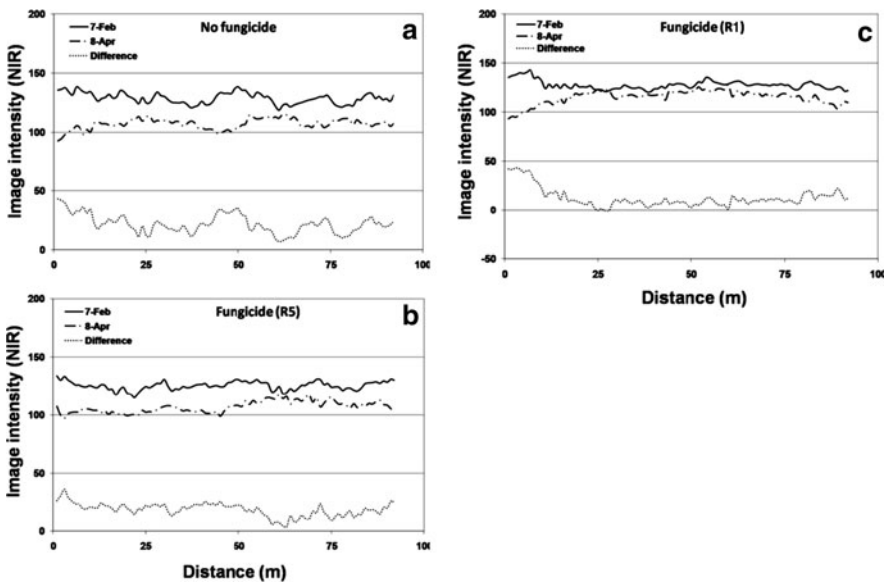 200
No fungicide
a
7-Feb
8-Apr
Difference
150
100
50
0
0
25
50
75
100
Image intensity (NIR)
200
Fungicide (R5)
b
7-Feb
8-Apr
Difference
150
100
50
0
0
25
50
75
100
Image intensity (NIR)
Distance (m)
200
Fungicide (R1)
c
7-Feb
8-Apr
Difference
150
100
50
0
-50
0
25
50
75
100
Image intensity (NIR)
Distance (m)